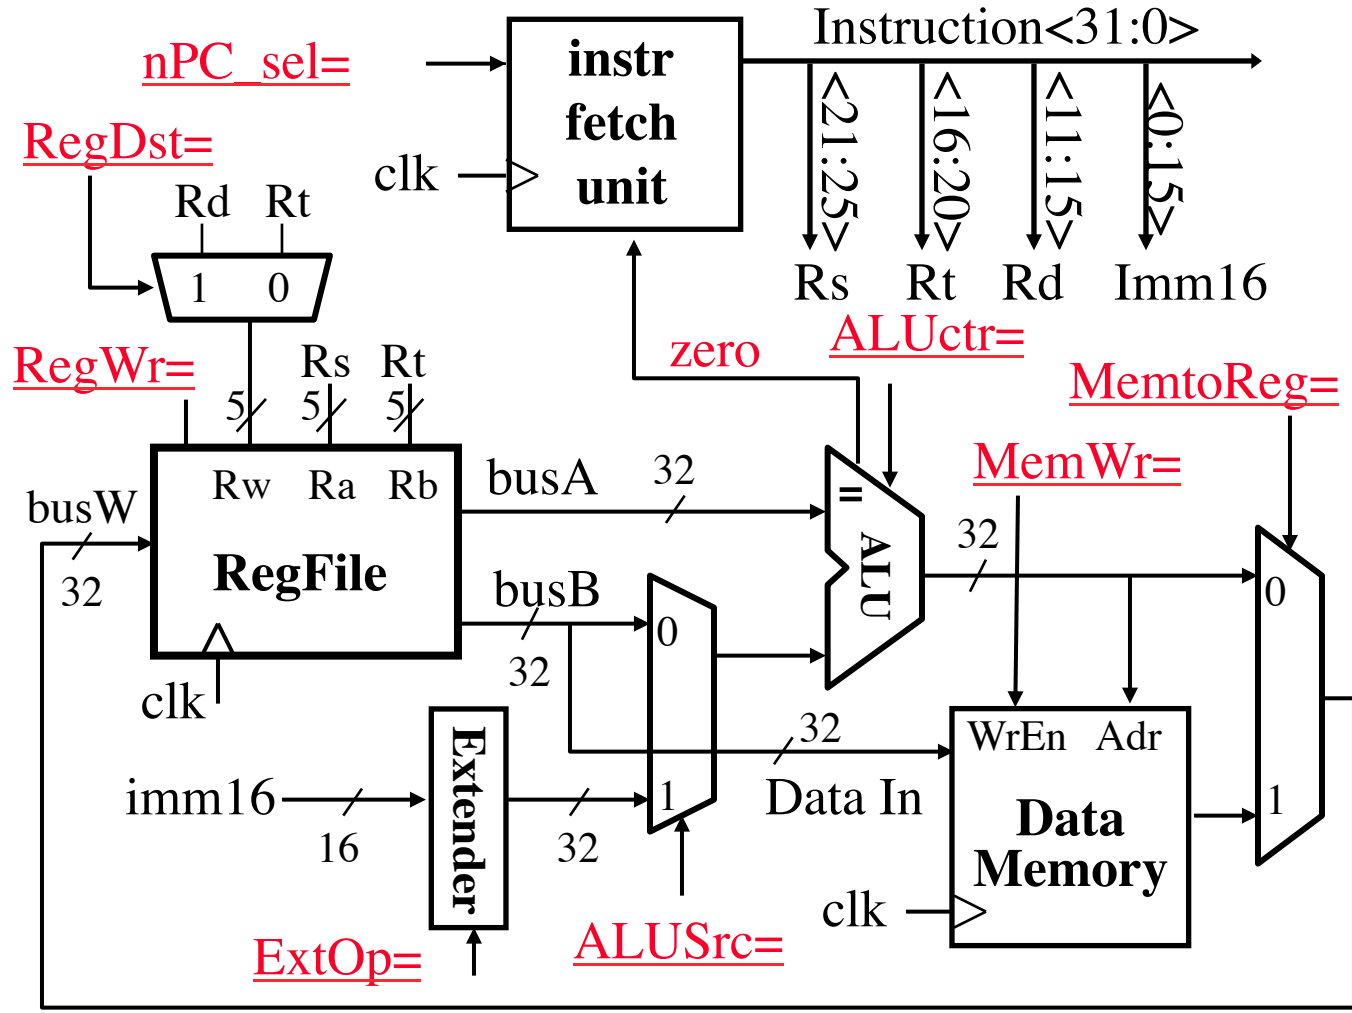 Instruction<31:0>
nPC_sel=
instr
fetch
unit
clk
<21:25>
<16:20>
<11:15>
<0:15>
RegDst=
Rd Rt
1 0
Rs Rt Rd Imm16
zero
ALUctr=
RegWr=
Rs Rt
5 5 5
MemtoReg=
MemWr=
Rw Ra Rb
busA
32
busW
32
RegFile
clk
=
ALU
32
busB
32
0
1
0
1
imm16
16
Extender
32
32
Data In
WrEn Adr
Data
Memory
clk
ExtOp=
ALUSrc=